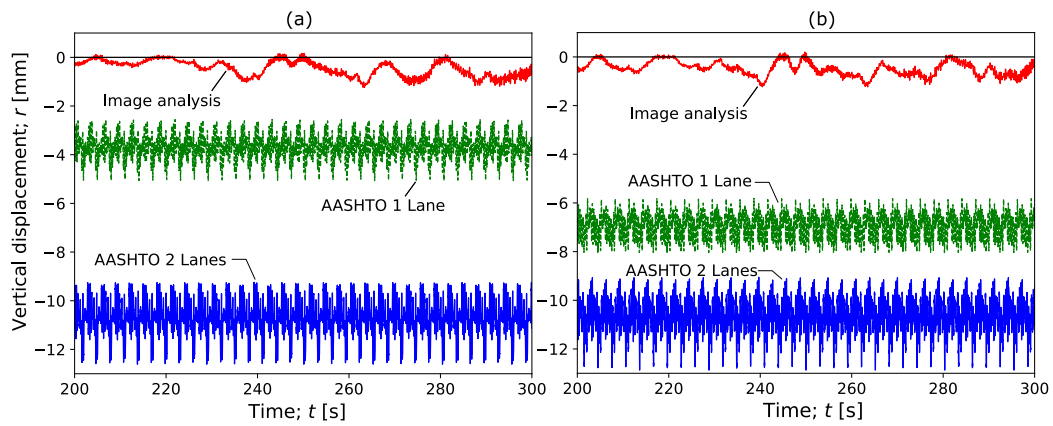 (a)
Vertical displacement; r [mm]
0
−2
−4
−6
−8
−10
−12
Image analysis
AASHTO 1 Lane
AASHTO 2 Lanes
200
220
240
260
280
300
Time; t [s]
(b)
0
−2
−4
−6
−8
−10
−12
Image analysis
AASHTO 1 Lane
AASHTO 2 Lanes
200
220
240
260
280
300
Time; t [s]